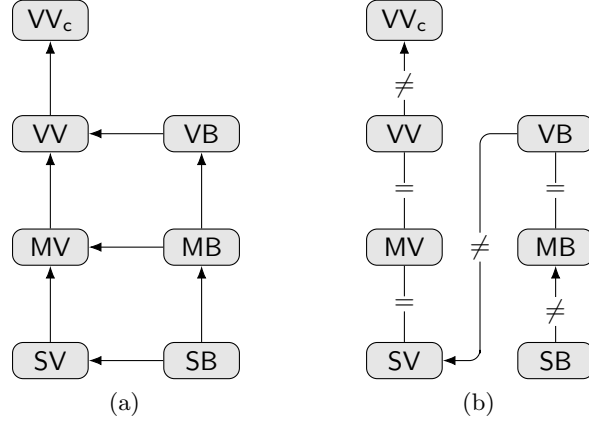 VVc VVc
≠
VV VB VV VB
= ≠ =
MV MB MV MB
= ≠
SV SB SV SB
(a) (b)